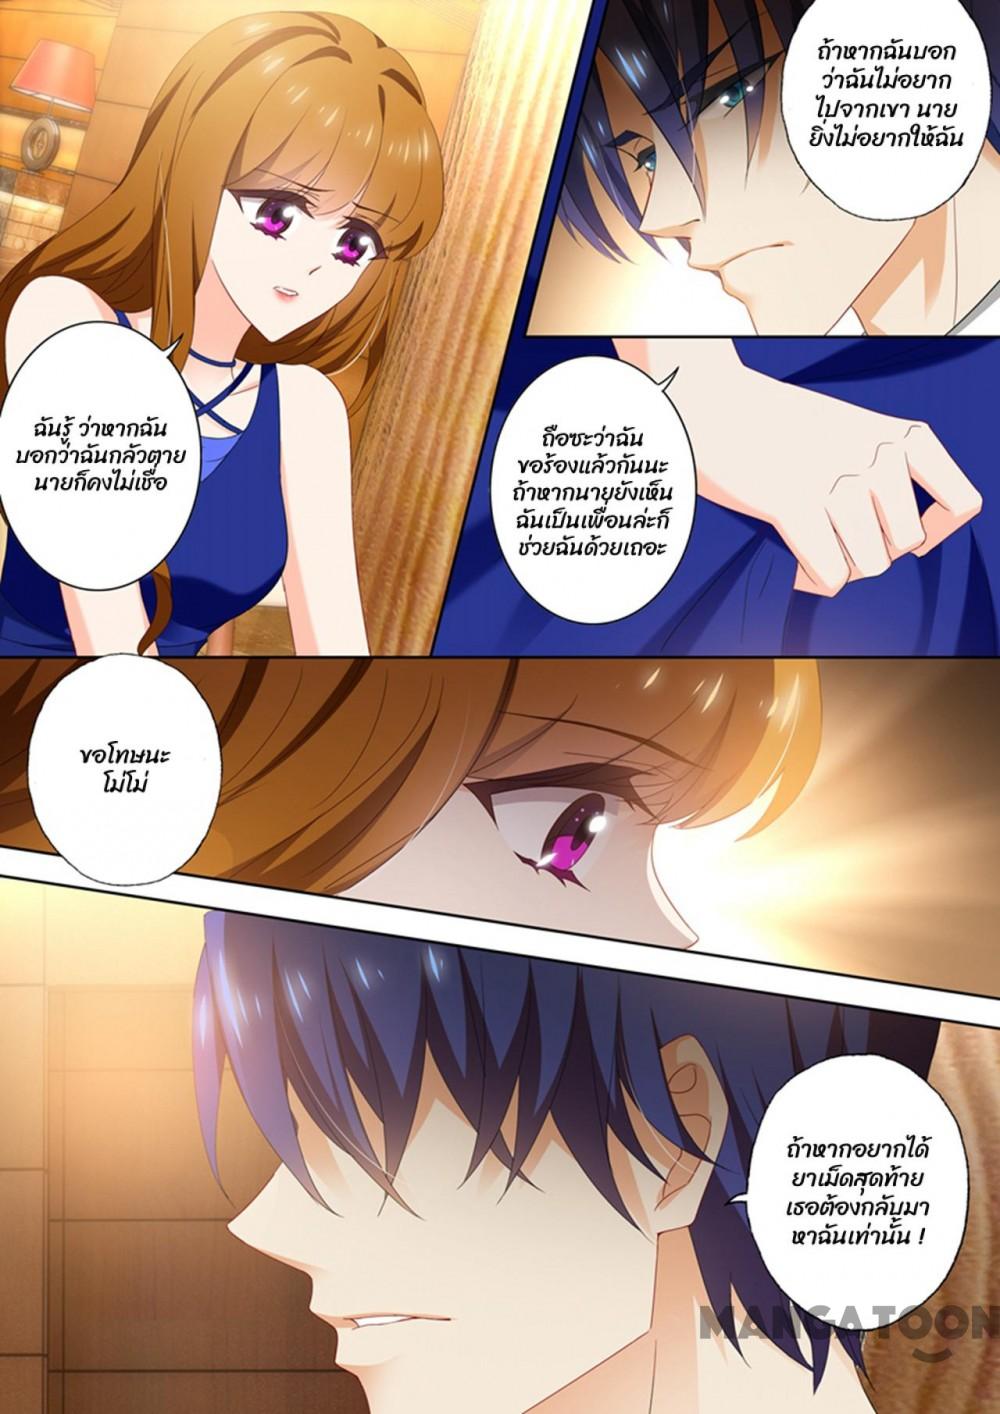 ฉันรู้ ว่าหากฉัน
บอกว่าฉันกลัวตาย
นายก็คงไม่เชื่อ
ถ้าหากฉันบอก
ว่าฉันไม่อยาก
ไปจากเขา นาย
ยิ่งไม่อยากให้ฉัน
ถือซะว่าฉัน
ขอร้องแล้วกันนะ
ถ้าหากนายยังเห็น
ฉันเป็นเพื่อนล่ะก็
ช่วยฉันด้วยเถอะ
ขอโทษนะ
โม่โม่
ถ้าหากอยากได้
ยาเม็ดสุดท้าย
เธอต้องกลับมา
หาฉันเท่านั้น !
MANGATOON